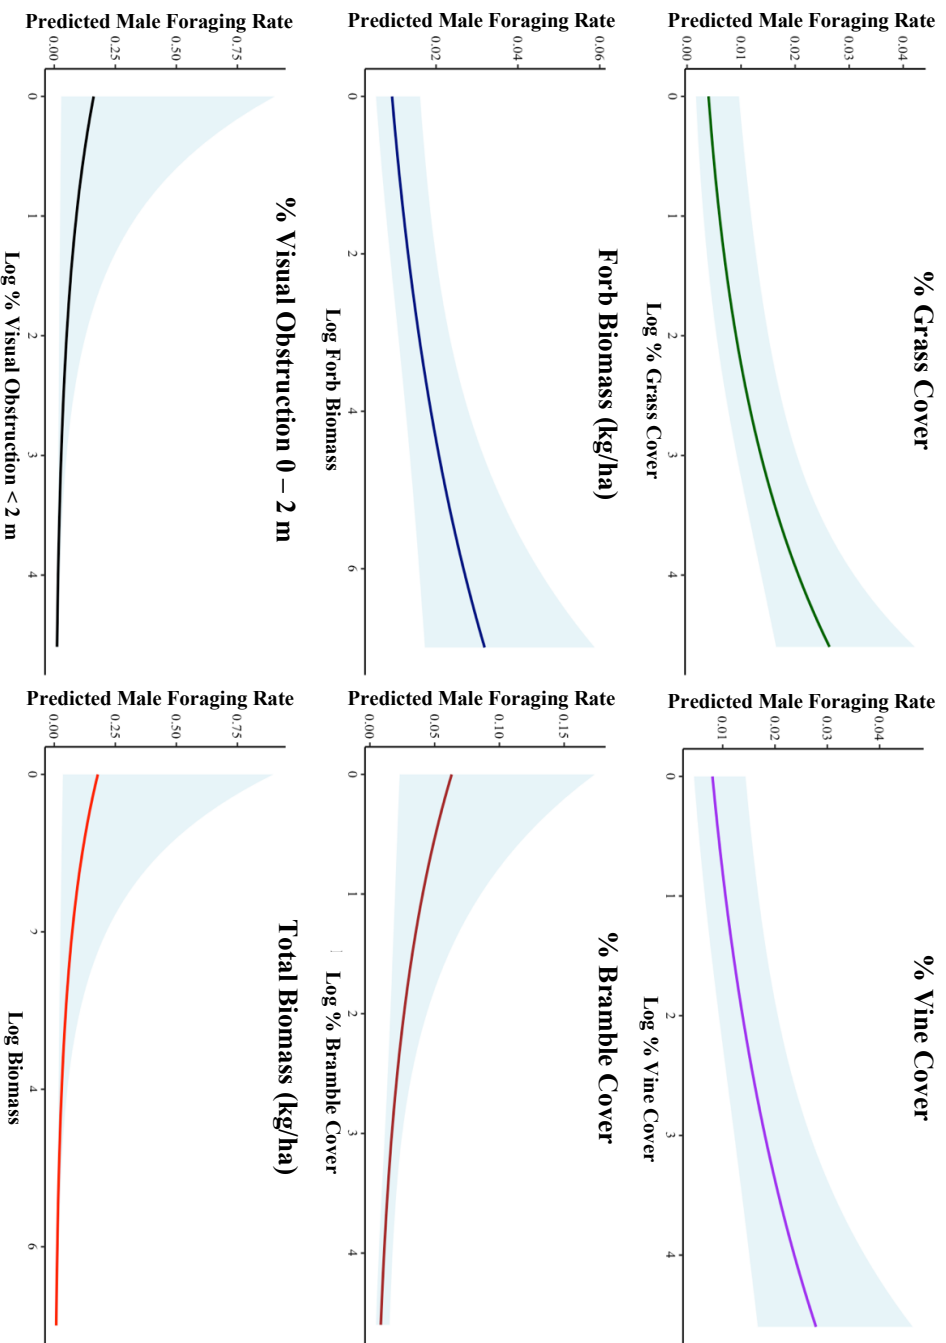 % Grass Cover
Predicted Male Foraging Rate
0.04
0.03
0.02
0.01
0.00
0 1 2 3 4
Log % Grass Cover
% Vine Cover
Predicted Male Foraging Rate
0.04
0.03
0.02
0.01
0 1 2 3 4
Log % Vine Cover
Forb Biomass (kg/ha)
Predicted Male Foraging Rate
0.06
0.04
0.02
0 2 4 6
Log Forb Biomass
% Bramble Cover
Predicted Male Foraging Rate
0.15
0.10
0.05
0.00
0 1 2 3 4
Log % Bramble Cover
% Visual Obstruction 0 – 2 m
Predicted Male Foraging Rate
0.75
0.50
0.25
0.00
0 1 2 3 4
Log % Visual Obstruction < 2 m
Total Biomass (kg/ha)
Predicted Male Foraging Rate
0.75
0.50
0.25
0.00
0 2 4 6
Log Biomass